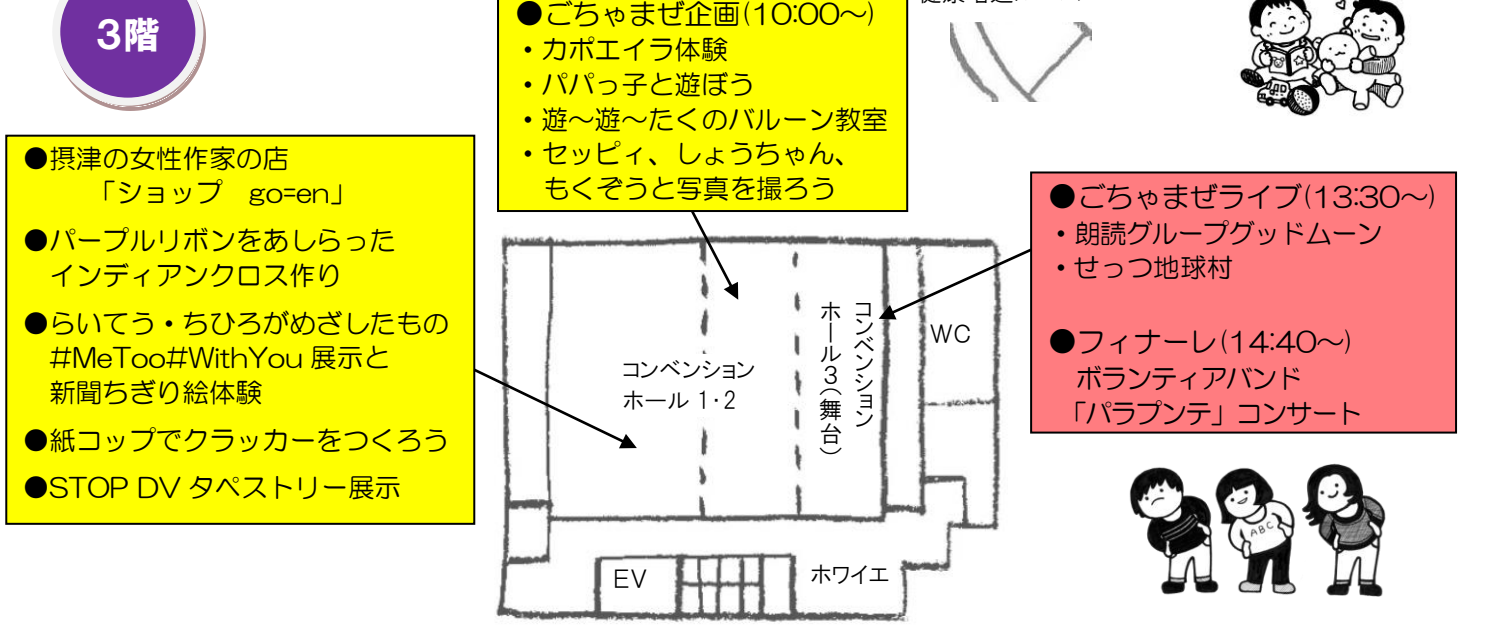 3階
●ごちゃまぜ企画(10:00～)
・カポエイラ体験
・パパっ子と遊ぼう
・遊～遊～たくのバルーン教室
・セッピィ、しょうちゃん、
もくぞうと写真を撮ろう
●摂津の女性作家の店
「ショップ　go=en」
●パープルリボンをあしらった
インディアンクロス作り
●らいてう・ちひろがめざしたもの
#MeToo#WithYou 展示と
新聞ちぎり絵体験
●紙コップでクラッカーをつくろう
●STOP DV タペストリー展示
●ごちゃまぜライブ(13:30～)
・朗読グループグッドムーン
・せっつ地球村
●フィナーレ(14:40～)
ボランティアバンド
「パラプンテ」コンサート
コンベンション
ホール 1･2
コンベンション
ホール3（舞台）
WC
EV
ホワイエ
ABC